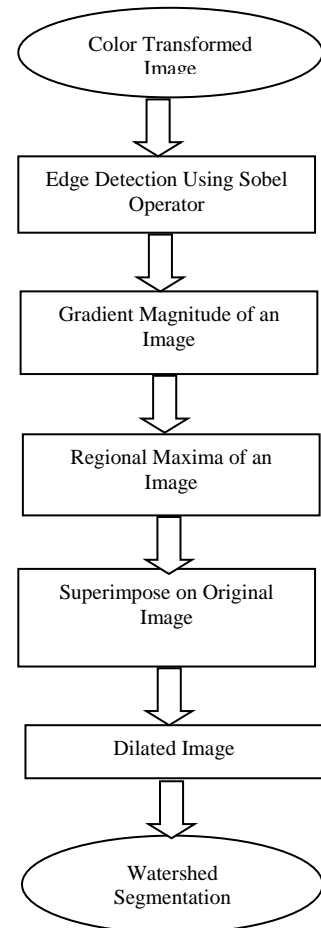 Color Transformed
Image
Edge Detection Using Sobel
Operator
Gradient Magnitude of an
Image
Regional Maxima of an
Image
Superimpose on Original
Image
Dilated Image
Watershed
Segmentation